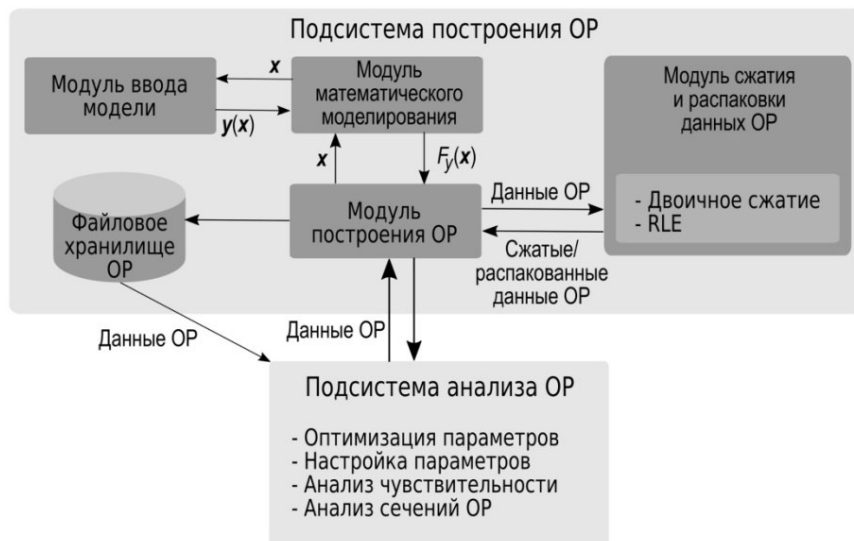 Подсистема построения ОР
Модуль ввода
модели
x
y(x)
Модуль
математического
моделирования
Модуль сжатия
и распаковки
данных ОР
- Двоичное сжатие
- RLE
x
Fy(x)
Файловое
хранилище
ОР
Модуль
построения ОР
Данные ОР
Сжатые/
распакованные
данные ОР
Данные ОР
Данные ОР
Подсистема анализа ОР
- Оптимизация параметров
- Настройка параметров
- Анализ чувствительности
- Анализ сечений ОР